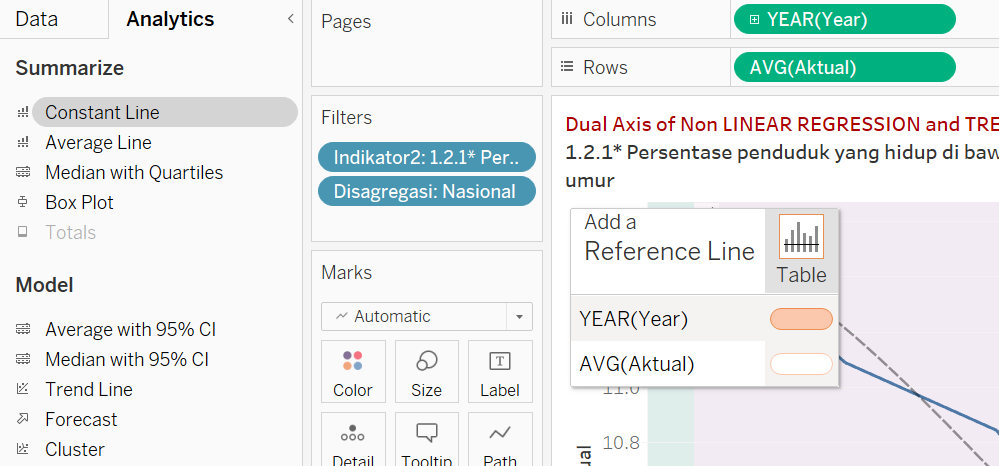 Data
Analytics
Summarize
Constant Line
Average Line
Median with Quartiles
Box Plot
Totals
Model
Average with 95% CI
Median with 95% CI
Trend Line
Forecast
Cluster
Pages
Filters
Indikator2: 1.2.1* Per..
Disagregasi: Nasional
Marks
Automatic
Color
Size
Label
Detail
Tooltip
Path
Columns
YEAR(Year)
Rows
AVG(Aktual)
Dual Axis of Non LINEAR REGRESSION and TRE
1.2.1* Persentase penduduk yang hidup di baw
umur
Add a
Reference Line
Table
YEAR(Year)
AVG(Aktual)
11.0
10.8